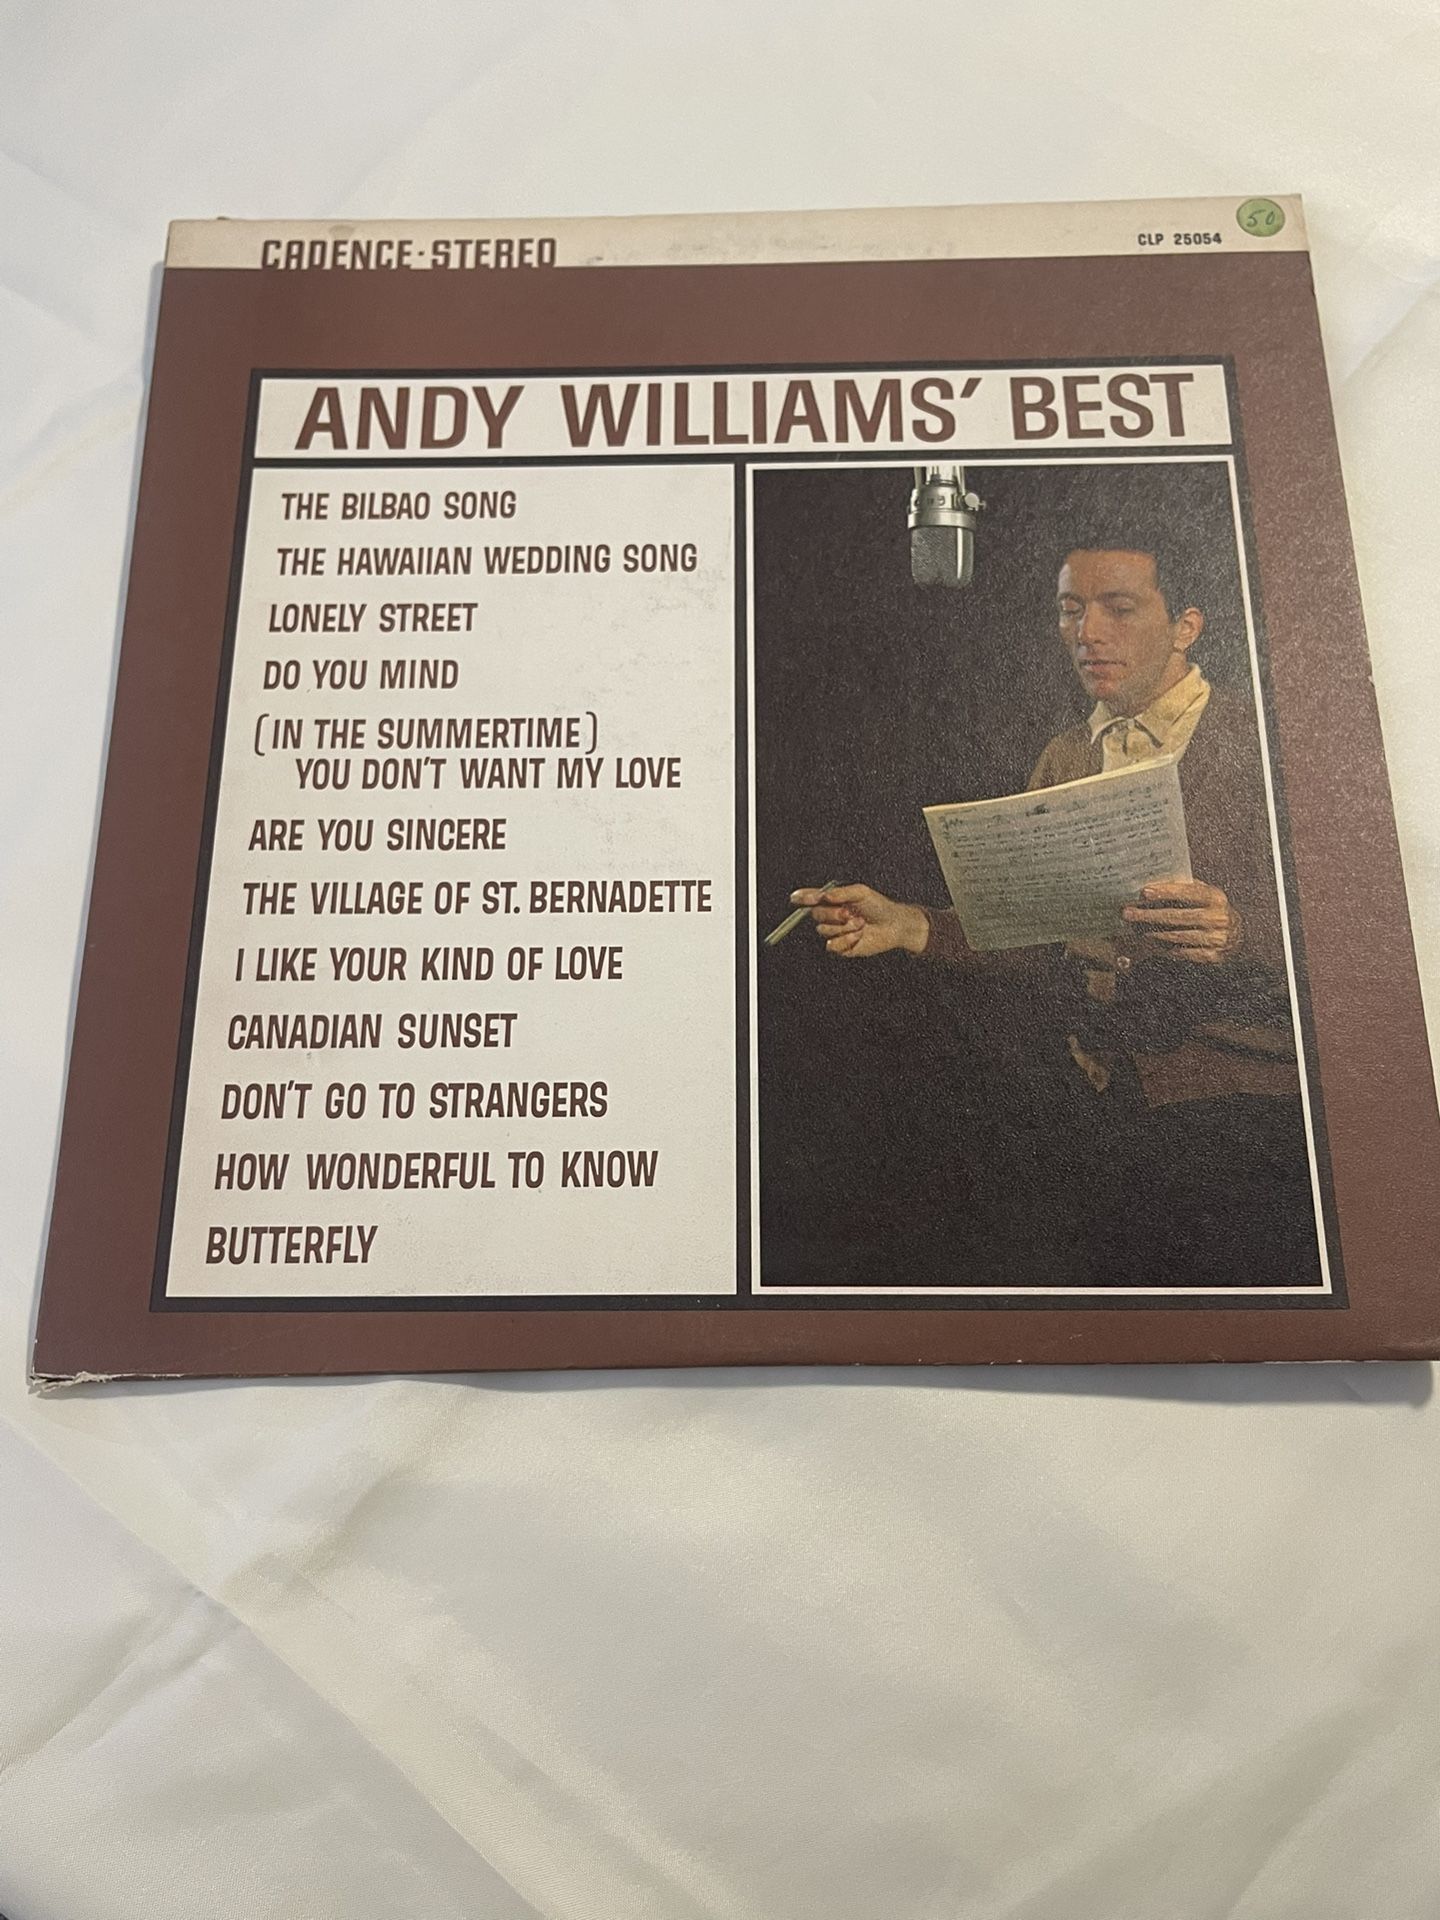 CADENCE·STEREO
CLP 25054
50
ANDY WILLIAMS' BEST
THE BILBAO SONG
THE HAWAIIAN WEDDING SONG
LONELY STREET
DO YOU MIND
(IN THE SUMMERTIME)
YOU DON'T WANT MY LOVE
ARE YOU SINCERE
THE VILLAGE OF ST. BERNADETTE
I LIKE YOUR KIND OF LOVE
CANADIAN SUNSET
DON'T GO TO STRANGERS
HOW WONDERFUL TO KNOW
BUTTERFLY